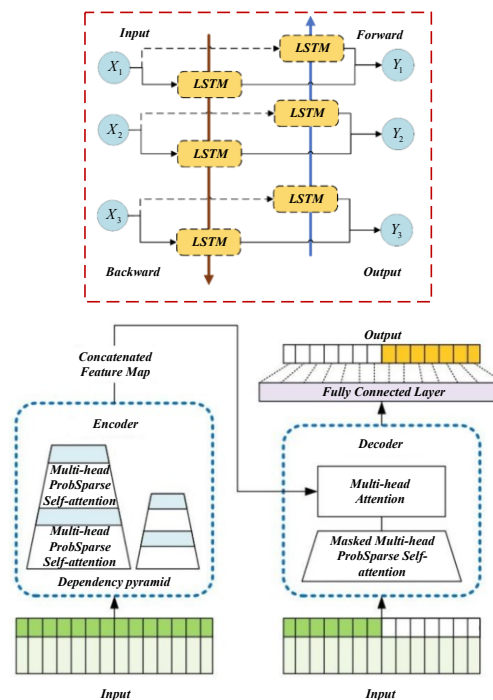 Input
Forward
X1
LSTM
Y1
LSTM
X2
LSTM
Y2
LSTM
X3
LSTM
Y3
LSTM
Backward
Output
Concatenated
Feature Map
Encoder
Multi-head
ProbSparse
Self-attention
Multi-head
ProbSparse
Self-attention
Dependency pyramid
Input
Output
Fully Connected Layer
Decoder
Multi-head
Attention
Masked Multi-head
ProbSparse Self-
attention
Input